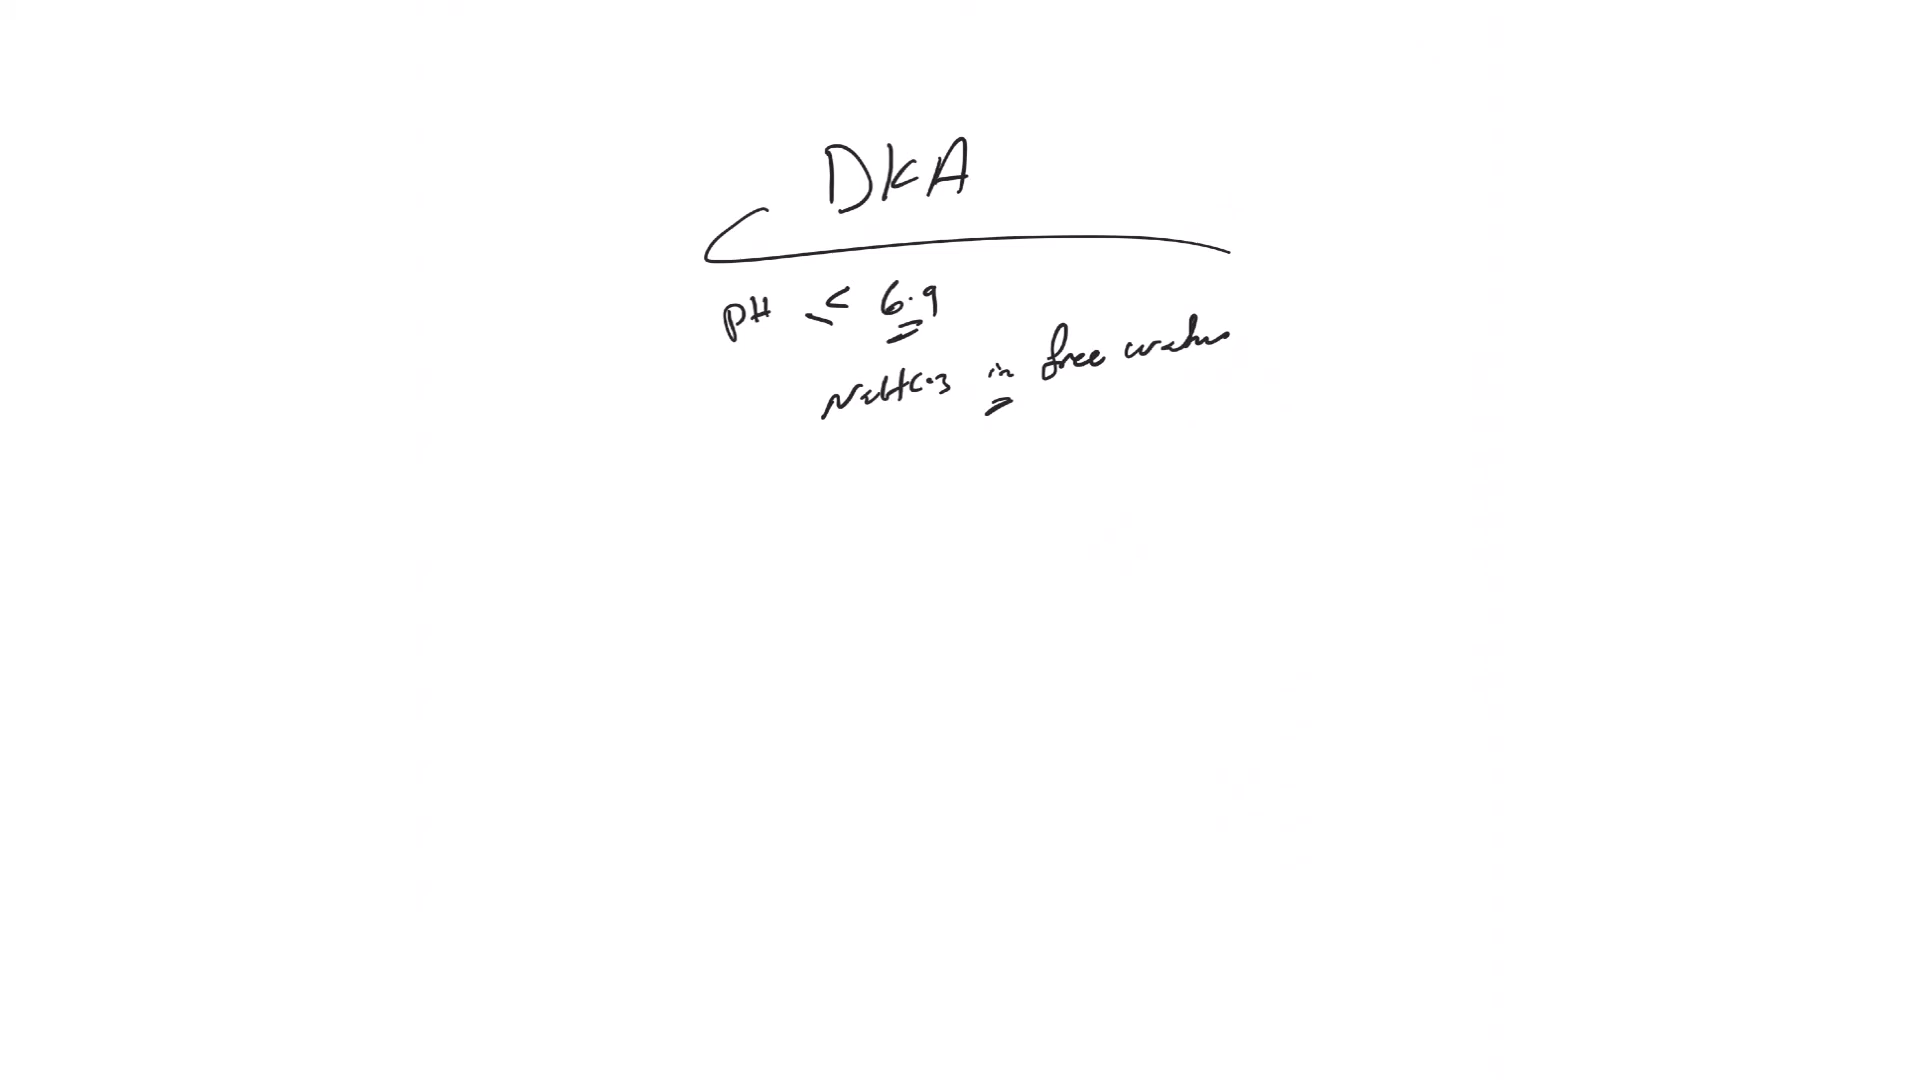 DKA
pH ≤ 6.9
NaHCO3 in free water